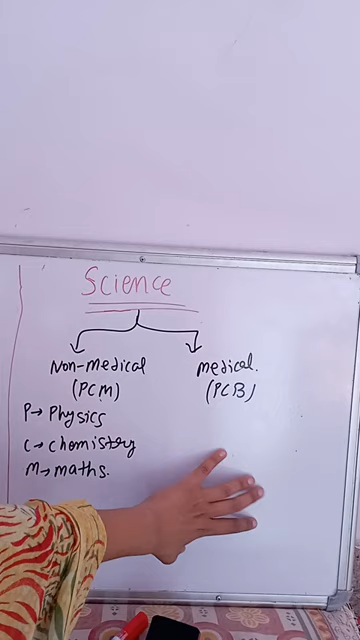 Science
Non-medical medical.
(PCM) (PCB)
P→ Physics
C→ Chemistry
M→ maths.